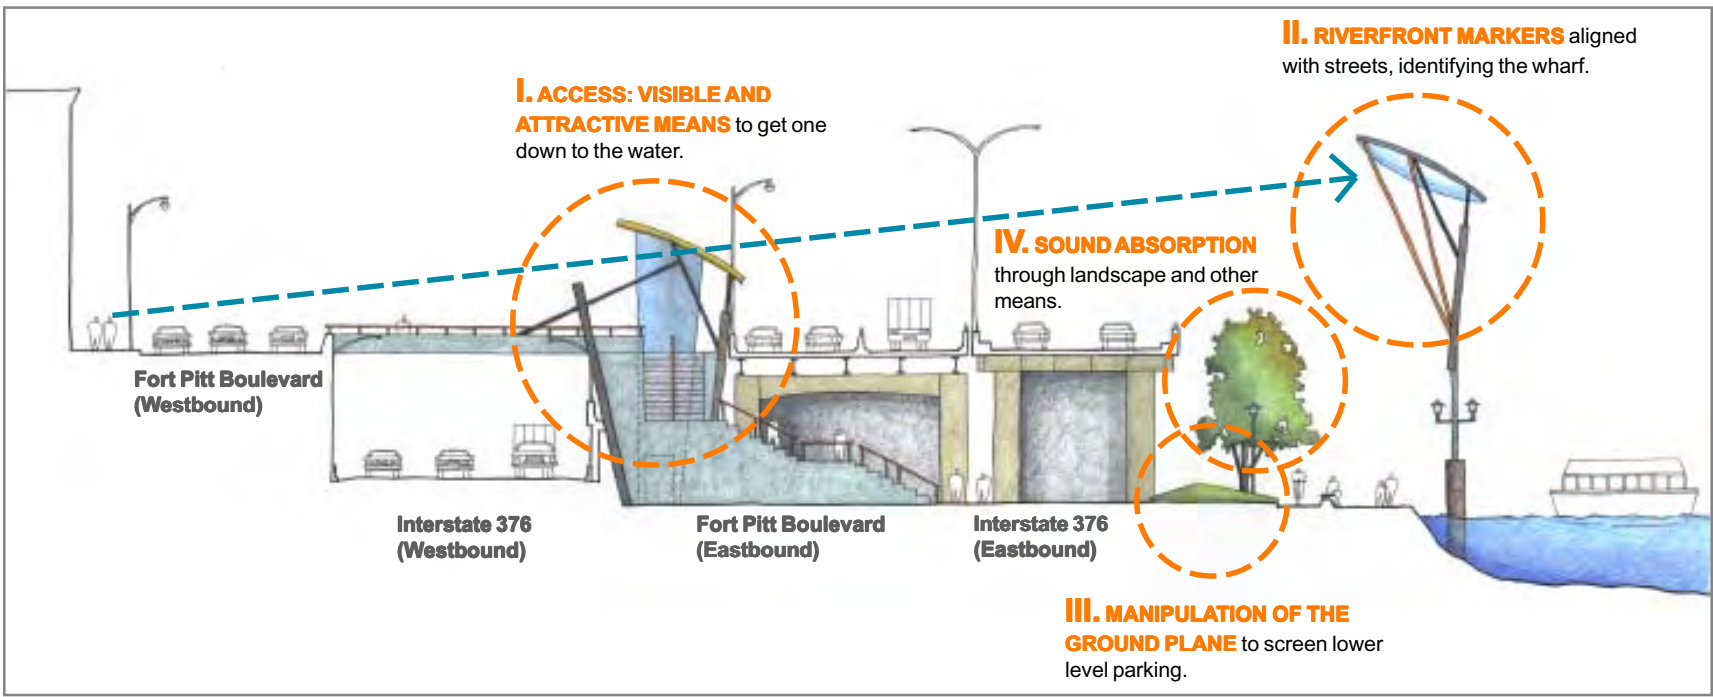 I. ACCESS: VISIBLE AND
ATTRACTIVE MEANS to get one
down to the water.
II. RIVERFRONT MARKERS aligned
with streets, identifying the wharf.
IV. SOUND ABSORPTION
through landscape and other
means.
Fort Pitt Boulevard
(Westbound)
Interstate 376
(Westbound)
Fort Pitt Boulevard
(Eastbound)
Interstate 376
(Eastbound)
III. MANIPULATION OF THE
GROUND PLANE to screen lower
level parking.